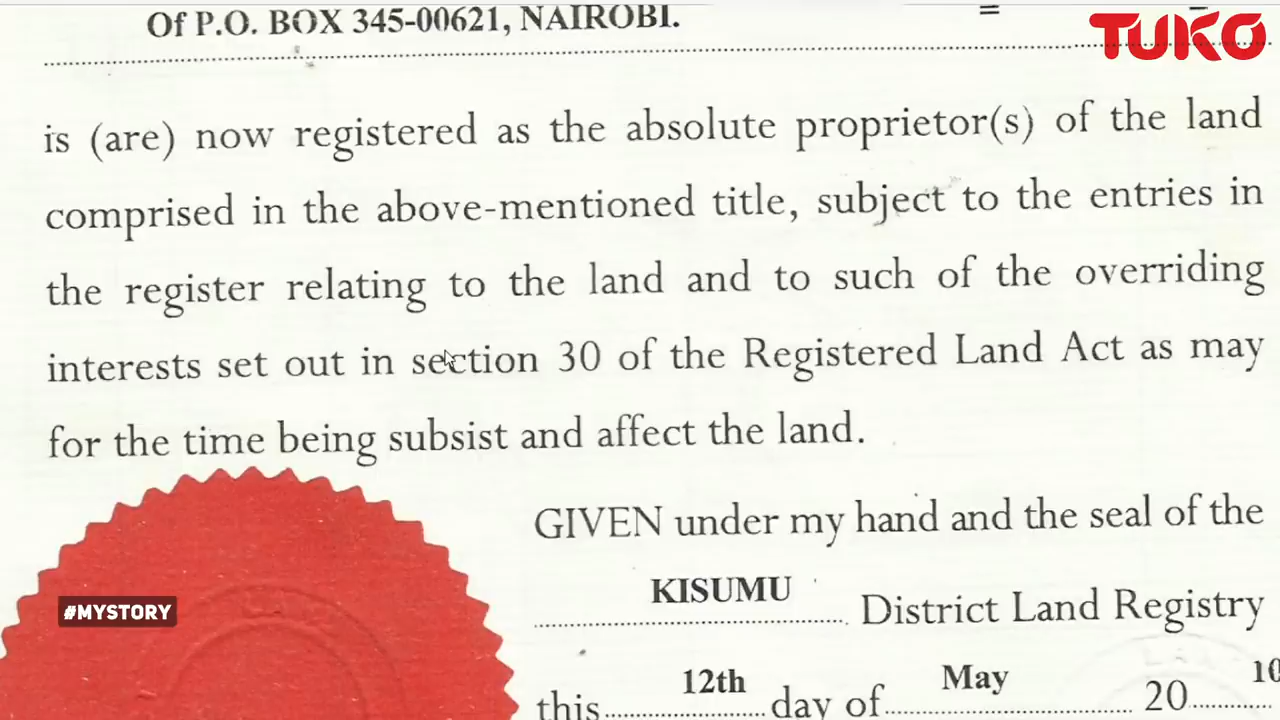 TUKO
Of P.O. BOX 345-00621, NAIROBI. = =
is (are) now registered as the absolute proprietor(s) of the land
comprised in the above-mentioned title, subject to the entries in
the register relating to the land and to such of the overriding
interests set out in section 30 of the Registered Land Act as may
for the time being subsist and affect the land.
GIVEN under my hand and the seal of the
KISUMU District Land Registry
#MYSTORY
this 12th day of May 20 10